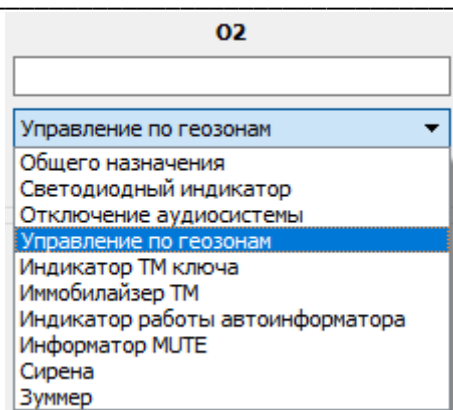 O2
Управление по геозонам
Общего назначения
Светодиодный индикатор
Отключение аудиосистемы
Управление по геозонам
Индикатор ТМ ключа
Иммобилайзер ТМ
Индикатор работы автоинформатора
Информатор MUTE
Сирена
Зуммер